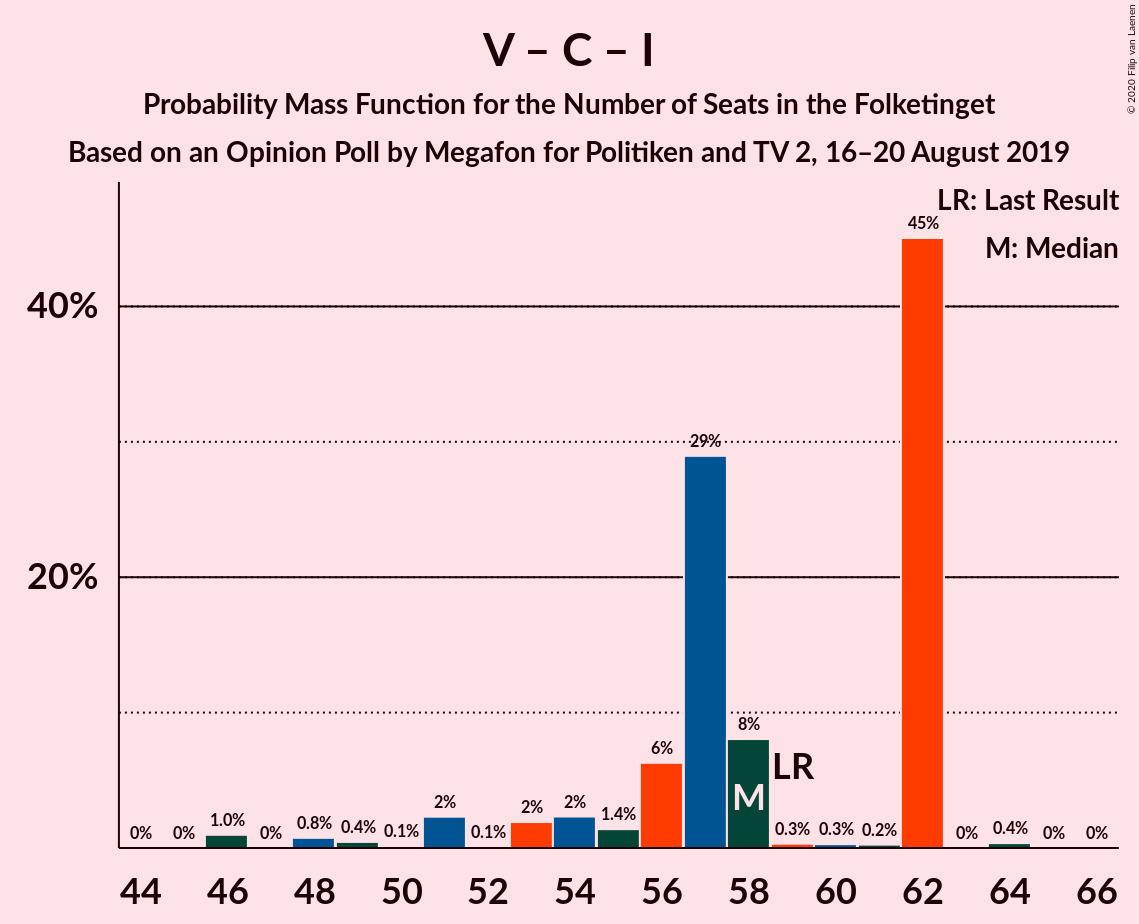 V – C – I
Probability Mass Function for the Number of Seats in the Folketinget
Based on an Opinion Poll by Megafon for Politiken and TV 2, 16–20 August 2019
© 2020 Filip van Laenen
LR: Last Result
M: Median
40%
20%
0% 0% 1.0% 0% 0.8% 0.4% 0.1% 2% 0.1% 2% 2% 1.4% 6% 29% 8% 0.3% 0.3% 0.2% 45% 0% 0.4% 0% 0%
LR
M
44 46 48 50 52 54 56 58 60 62 64 66